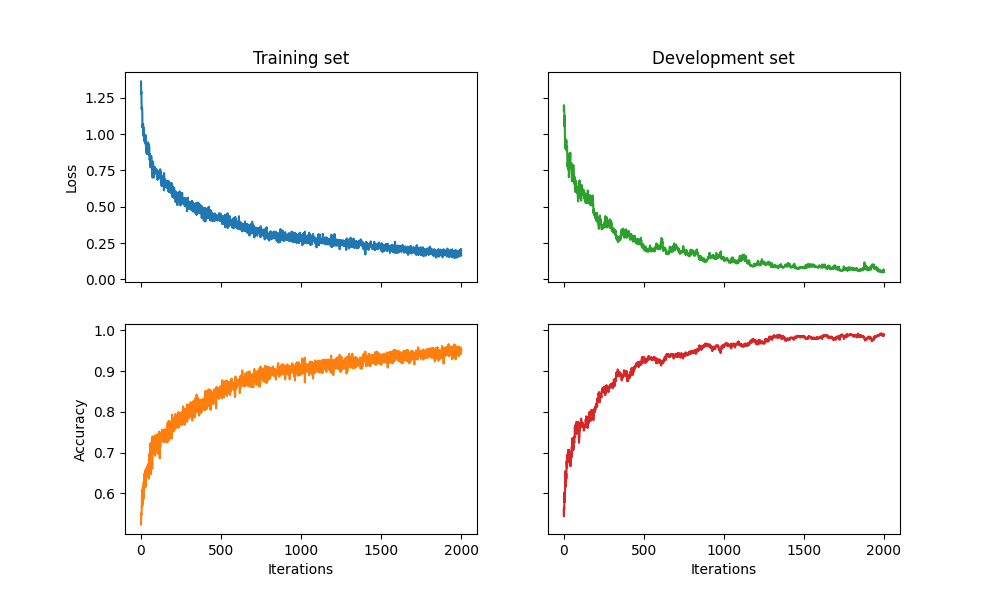 Training set
Development set
Loss
1.25
1.00
0.75
0.50
0.25
0.00
Accuracy
1.0
0.9
0.8
0.7
0.6
0 500 1000 1500 2000
0 500 1000 1500 2000
Iterations
Iterations